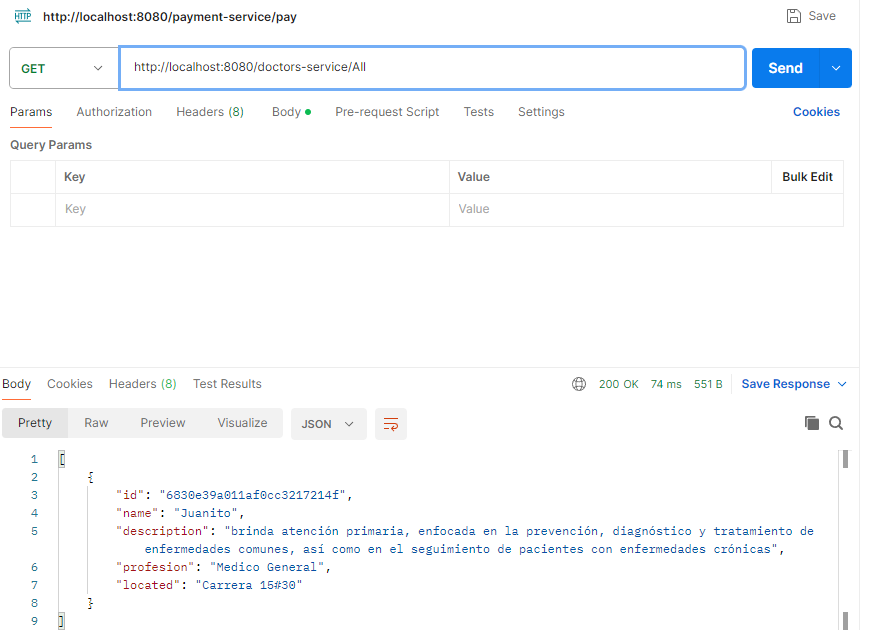 HTTP http://localhost:8080/payment-service/pay Save
GET http://localhost:8080/doctors-service/All Send
Params Authorization Headers (8) Body Pre-request Script Tests Settings Cookies
Query Params
Key Value Bulk Edit
Key Value
Body Cookies Headers (8) Test Results 200 OK 74 ms 551 B Save Response
Pretty Raw Preview Visualize JSON
1 [
2 {
3 "id": "6830e39a011af0cc3217214f",
4 "name": "Juanito",
5 "description": "brinda atención primaria, enfocada en la prevención, diagnóstico y tratamiento de
enfermedades comunes, así como en el seguimiento de pacientes con enfermedades crónicas",
6 "profesion": "Medico General",
7 "located": "Carrera 15#30"
8 }
9 ]